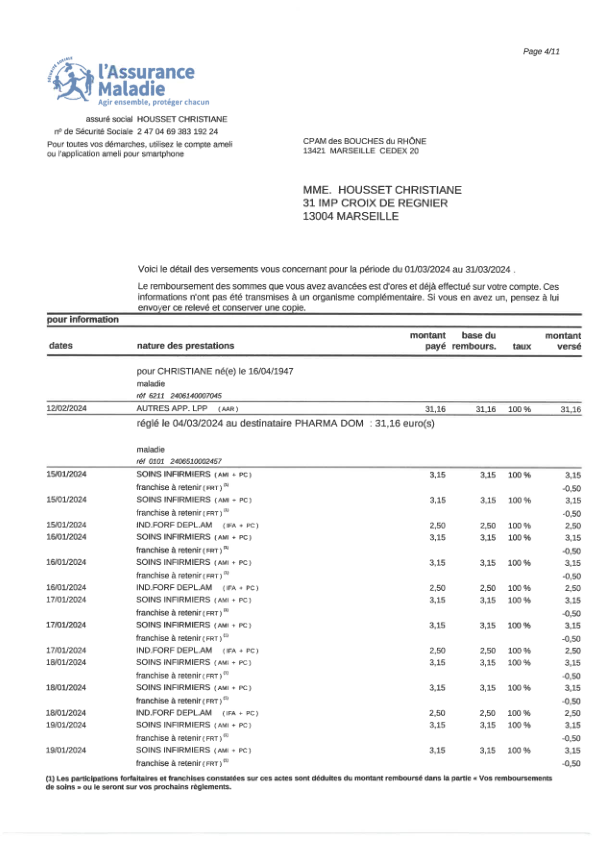 Page 4/11
SÉCURITÉ SOCIALE
l'Assurance
Maladie
Agir ensemble, protéger chacun
assuré social HOUSSET CHRISTIANE
n° de Sécurité Sociale 2 47 04 69 383 192 24
Pour toutes vos démarches, utilisez le compte ameli
ou l'application ameli pour smartphone
CPAM des BOUCHES du RHÔNE
13421 MARSEILLE CEDEX 20
MME. HOUSSET CHRISTIANE
31 IMP CROIX DE REGNIER
13004 MARSEILLE
Voici le détail des versements vous concernant pour la période du 01/03/2024 au 31/03/2024 .
Le remboursement des sommes que vous avez avancées est d'ores et déjà effectué sur votre compte. Ces
informations n'ont pas été transmises à un organisme complémentaire. Si vous en avez un, pensez à lui
envoyer ce relevé et conserver une copie.
pour information
dates nature des prestations montant payé base du rembours. taux montant versé
pour CHRISTIANE né(e) le 16/04/1947
maladie
réf 6211 2406140007045
12/02/2024 AUTRES APP. LPP (AAR) 31,16 31,16 100 % 31,16
réglé le 04/03/2024 au destinataire PHARMA DOM : 31,16 euro(s)
maladie
réf 0101 2406510002457
15/01/2024 SOINS INFIRMIERS (AMI + PC) 3,15 3,15 100 % 3,15
franchise à retenir (FRT) (1) -0,50
15/01/2024 SOINS INFIRMIERS (AMI + PC) 3,15 3,15 100 % 3,15
franchise à retenir (FRT) (1) -0,50
15/01/2024 IND.FORF DEPL.AM (IFA + PC) 2,50 2,50 100 % 2,50
16/01/2024 SOINS INFIRMIERS (AMI + PC) 3,15 3,15 100 % 3,15
franchise à retenir (FRT) (1) -0,50
16/01/2024 SOINS INFIRMIERS (AMI + PC) 3,15 3,15 100 % 3,15
franchise à retenir (FRT) (1) -0,50
16/01/2024 IND.FORF DEPL.AM (IFA + PC) 2,50 2,50 100 % 2,50
17/01/2024 SOINS INFIRMIERS (AMI + PC) 3,15 3,15 100 % 3,15
franchise à retenir (FRT) (1) -0,50
17/01/2024 SOINS INFIRMIERS (AMI + PC) 3,15 3,15 100 % 3,15
franchise à retenir (FRT) (1) -0,50
17/01/2024 IND.FORF DEPL.AM (IFA + PC) 2,50 2,50 100 % 2,50
18/01/2024 SOINS INFIRMIERS (AMI + PC) 3,15 3,15 100 % 3,15
franchise à retenir (FRT) (1) -0,50
18/01/2024 SOINS INFIRMIERS (AMI + PC) 3,15 3,15 100 % 3,15
franchise à retenir (FRT) (1) -0,50
18/01/2024 IND.FORF DEPL.AM (IFA + PC) 2,50 2,50 100 % 2,50
19/01/2024 SOINS INFIRMIERS (AMI + PC) 3,15 3,15 100 % 3,15
franchise à retenir (FRT) (1) -0,50
19/01/2024 SOINS INFIRMIERS (AMI + PC) 3,15 3,15 100 % 3,15
franchise à retenir (FRT) (1) -0,50
(1) Les participations forfaitaires et franchises constatées sur ces actes sont déduites du montant remboursé dans la partie « Vos remboursements
de soins » ou le seront sur vos prochains règlements.